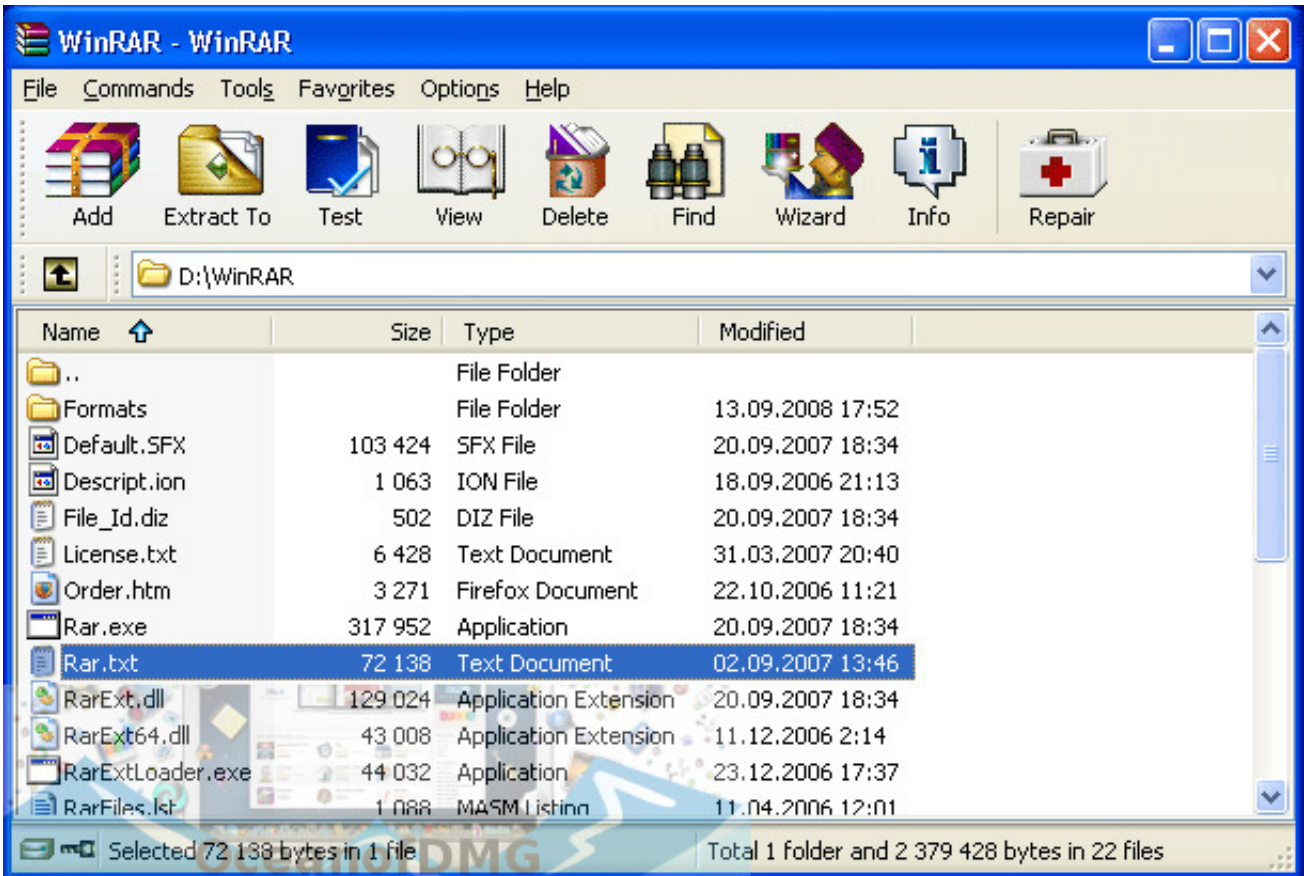 WinRAR - WinRAR
File Commands Tools Favorites Options Help
Add Extract To Test View Delete Find Wizard Info Repair
D:\WinRAR
Name Size Type Modified
.. File Folder
Formats File Folder 13.09.2008 17:52
Default.SFX 103 424 SFX File 20.09.2007 18:34
Descript.ion 1 063 ION File 18.09.2006 21:13
File_Id.diz 502 DIZ File 20.09.2007 18:34
License.txt 6 428 Text Document 31.03.2007 20:40
Order.htm 3 271 Firefox Document 22.10.2006 11:21
Rar.exe 317 952 Application 20.09.2007 18:34
Rar.txt 72 138 Text Document 02.09.2007 13:46
RarExt.dll 129 024 Application Extension 20.09.2007 18:34
RarExt64.dll 43 008 Application Extension 11.12.2006 2:14
RarExtLoader.exe 44 032 Application 23.12.2006 17:37
RarFiles.lst 1 088 MASM Listing 11.04.2006 12:01
Selected 72 138 bytes in 1 file Total 1 folder and 2 379 428 bytes in 22 files
OceanofDMG